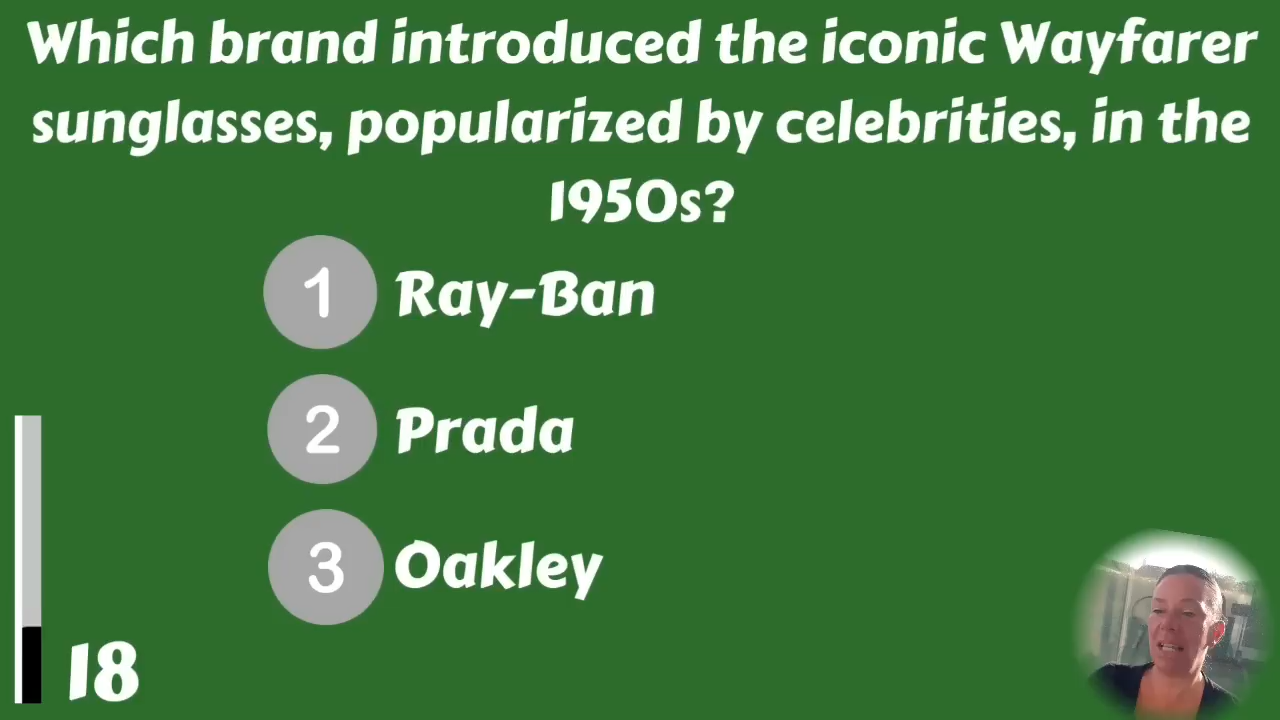 Which brand introduced the iconic Wayfarer
sunglasses, popularized by celebrities, in the
1950s?
1 Ray-Ban
2 Prada
3 Oakley
18